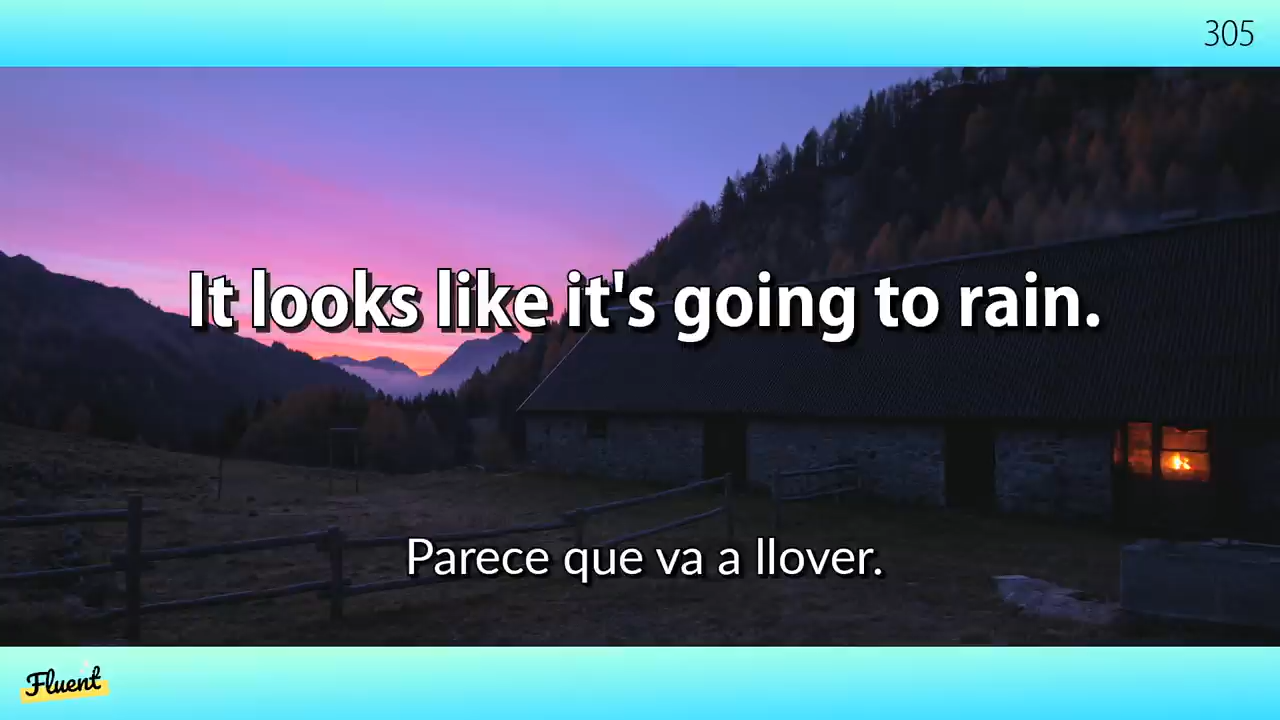 305
It looks like it's going to rain.
Parece que va a llover.
Fluent